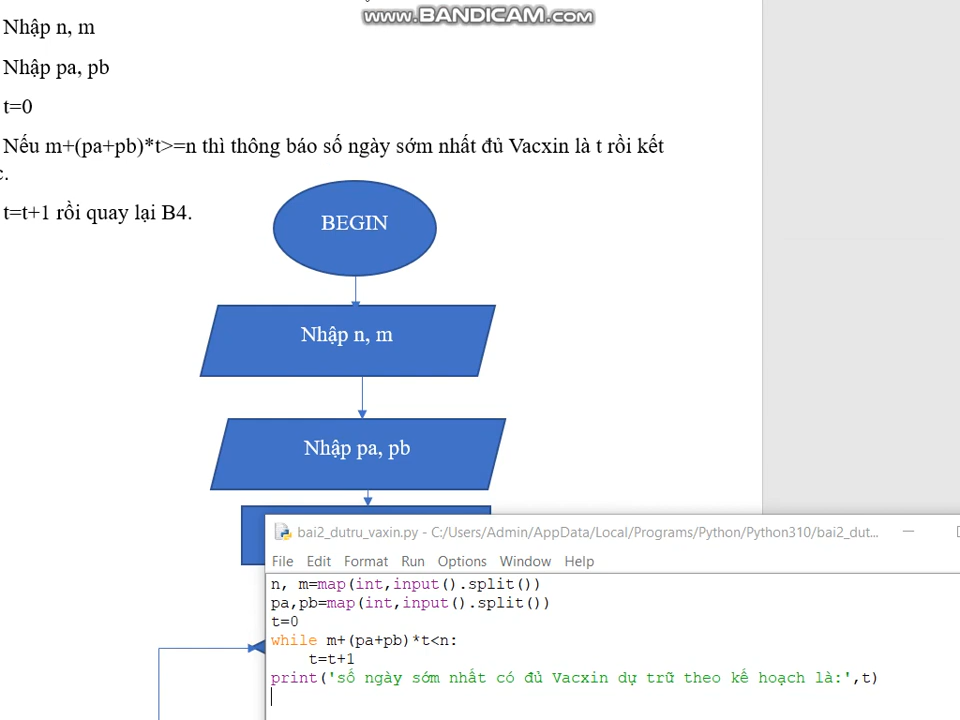 www.BANDICAM.com
Nhập n, m
Nhập pa, pb
t=0
Nếu m+(pa+pb)*t>=n thì thông báo số ngày sớm nhất đủ Vacxin là t rồi kết
c.
t=t+1 rồi quay lại B4.
BEGIN
Nhập n, m
Nhập pa, pb
bai2_dutru_vaxin.py - C:/Users/Admin/AppData/Local/Programs/Python/Python310/bai2_dut...
File Edit Format Run Options Window Help
n, m=map(int,input().split())
pa,pb=map(int,input().split())
t=0
while m+(pa+pb)*t<n:
    t=t+1
print('số ngày sớm nhất có đủ Vacxin dự trữ theo kế hoạch là:',t)